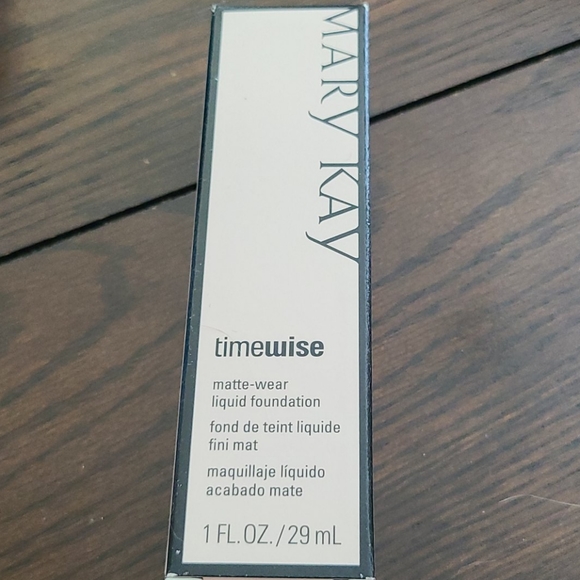 MARY KAY
timewise
matte-wear
liquid foundation
fond de teint liquide
fini mat
maquillaje líquido
acabado mate
1 FL.OZ./29 mL